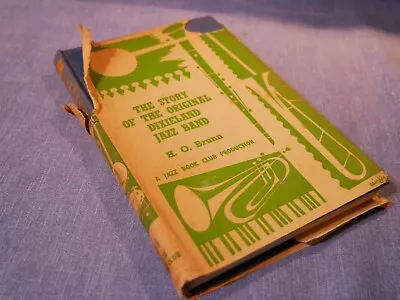 THE STORY
OF THE ORIGINAL
DIXIELAND
JAZZ BAND
H. O. Brunn
A JAZZ BOOK CLUB PRODUCTION